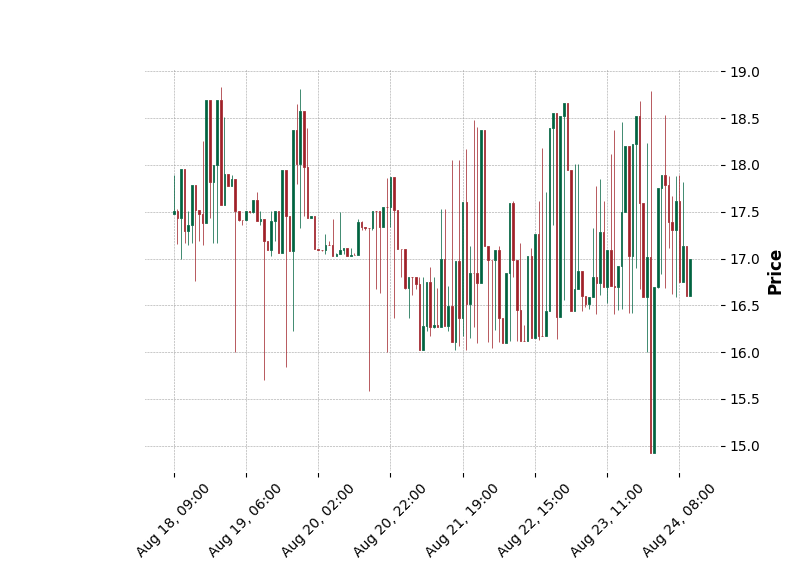 19.0
18.5
18.0
17.5
17.0
16.5
16.0
15.5
15.0
Price
Aug 18, 09:00
Aug 19, 06:00
Aug 20, 02:00
Aug 20, 22:00
Aug 21, 19:00
Aug 22, 15:00
Aug 23, 11:00
Aug 24, 08:00